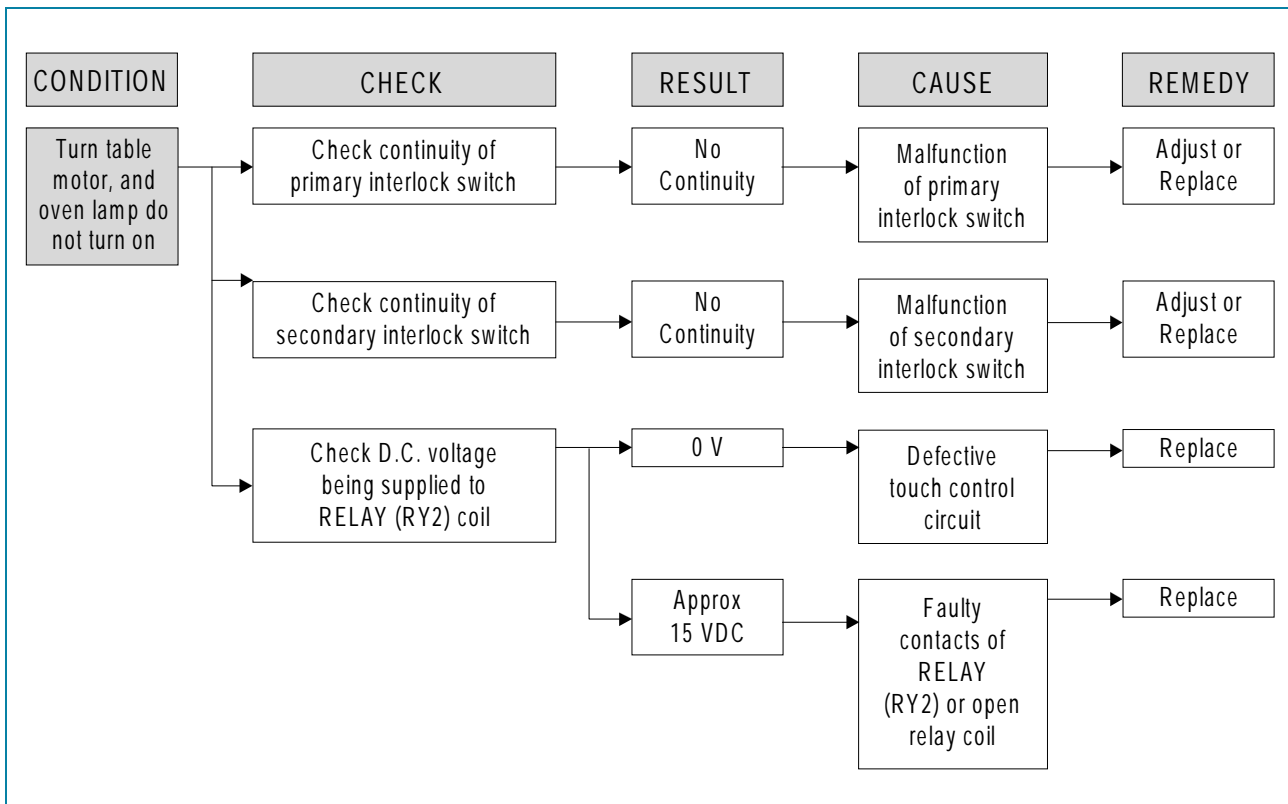 CONDITION
CHECK
RESULT
CAUSE
REMEDY
Turn table
motor, and
oven lamp do
not turn on
Check continuity of
primary interlock switch
No
Continuity
Malfunction
of primary
interlock switch
Adjust or
Replace
Check continuity of
secondary interlock switch
No
Continuity
Malfunction
of secondary
interlock switch
Adjust or
Replace
Check D.C. voltage
being supplied to
RELAY (RY2) coil
0 V
Defective
touch control
circuit
Replace
Approx
15 VDC
Faulty
contacts of
RELAY
(RY2) or open
relay coil
Replace